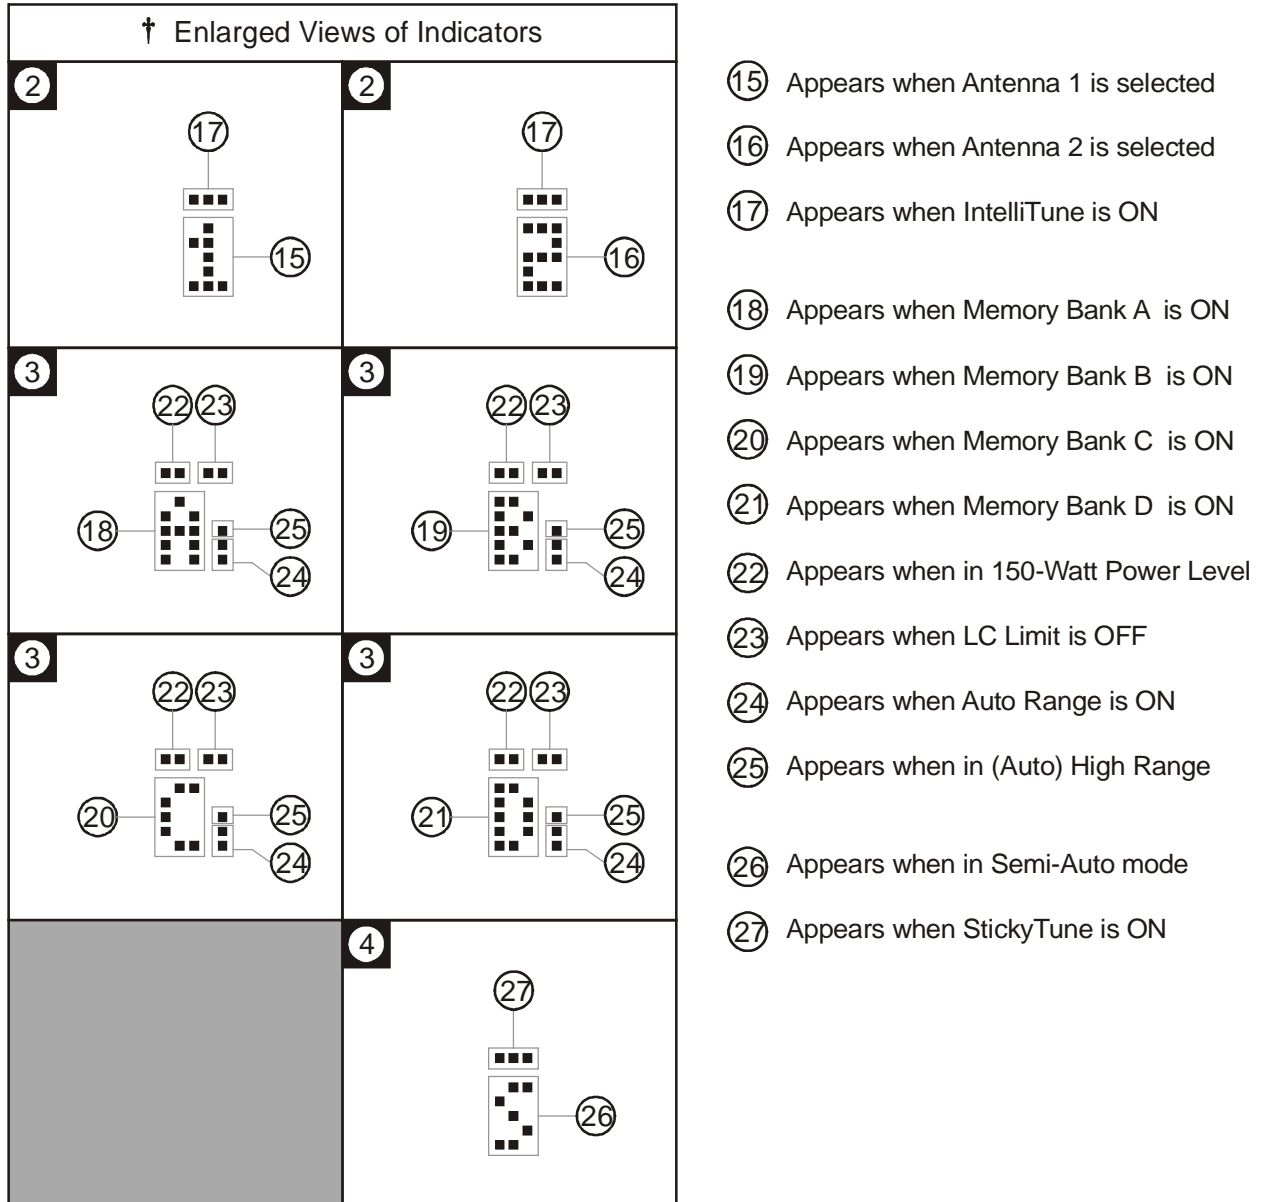 † Enlarged Views of Indicators
2 2
17 17
15 16
3 3
22 23 22 23
18 25 19 25
24 24
3 3
22 23 22 23
20 25 21 25
24 24
4
27
26
15 Appears when Antenna 1 is selected
16 Appears when Antenna 2 is selected
17 Appears when IntelliTune is ON
18 Appears when Memory Bank A is ON
19 Appears when Memory Bank B is ON
20 Appears when Memory Bank C is ON
21 Appears when Memory Bank D is ON
22 Appears when in 150-Watt Power Level
23 Appears when LC Limit is OFF
24 Appears when Auto Range is ON
25 Appears when in (Auto) High Range
26 Appears when in Semi-Auto mode
27 Appears when StickyTune is ON